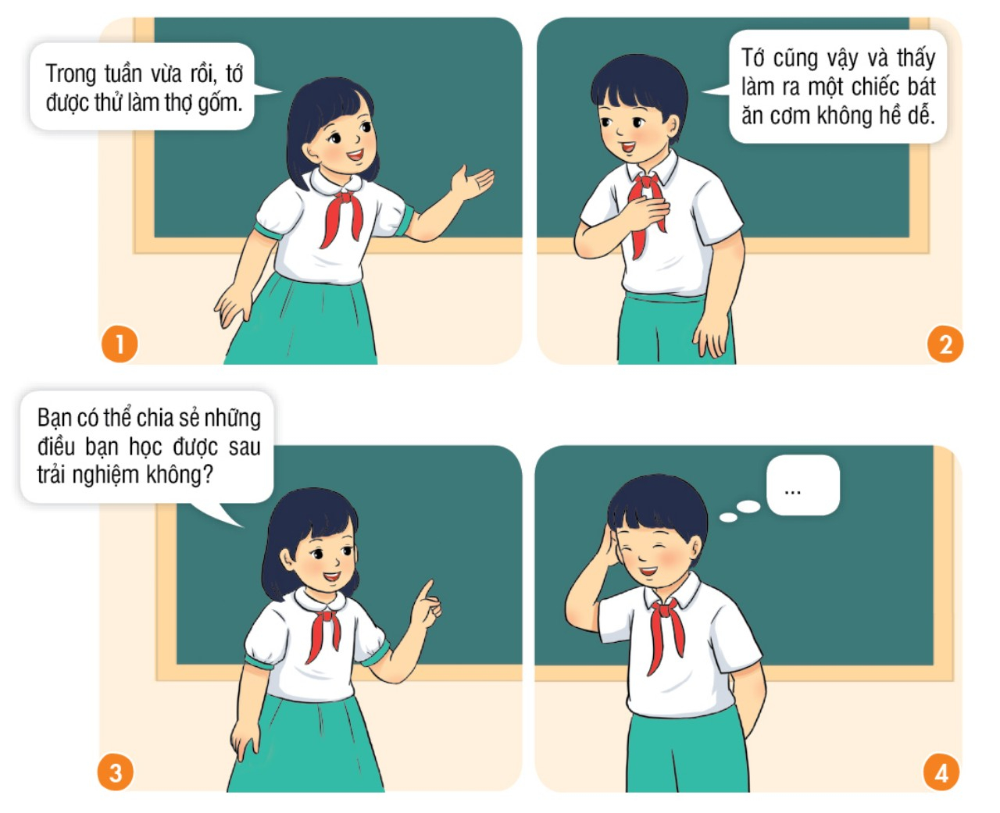 Trong tuần vừa rồi, tớ
được thử làm thợ gốm.
1
Tớ cũng vậy và thấy
làm ra một chiếc bát
ăn cơm không hề dễ.
2
Bạn có thể chia sẻ những
điều bạn học được sau
trải nghiệm không?
3
...
4